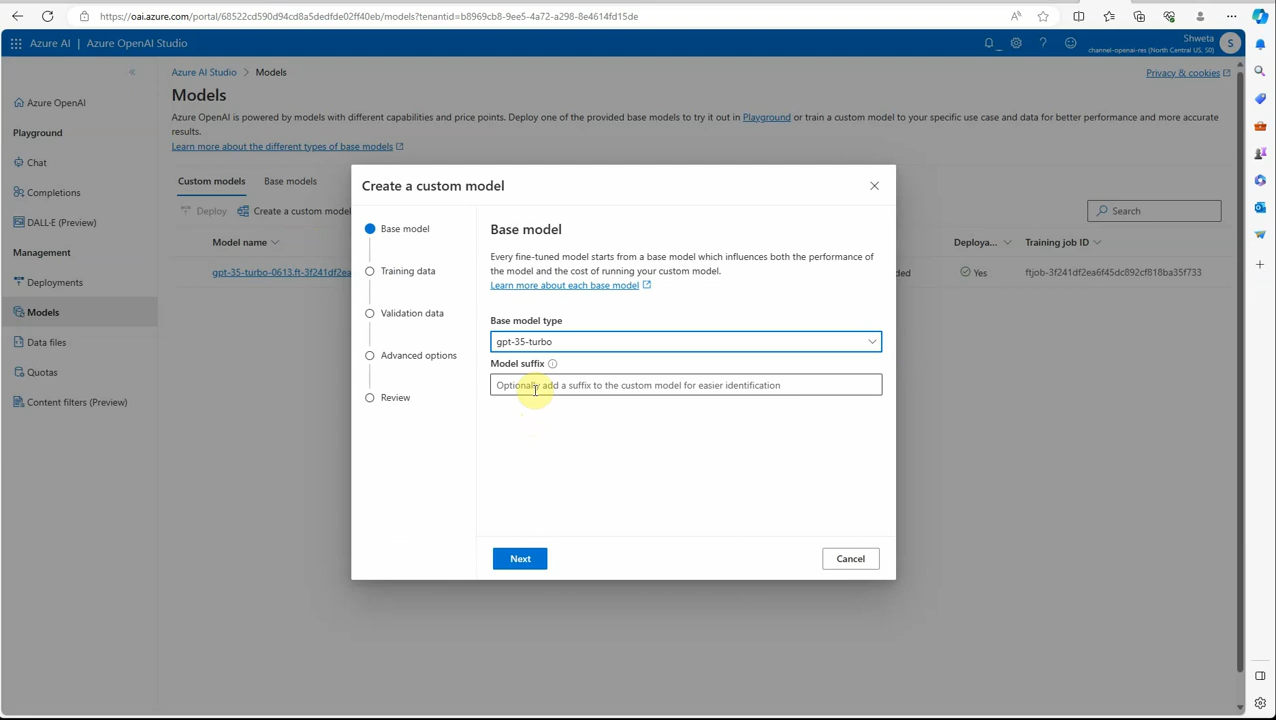 https://oai.azure.com/portal/68522cd590d94cd8a5dedfde02ff40eb/models?tenantid=b8969cb8-9ee5-4a72-a298-8e4614fd15de
Azure AI | Azure OpenAI Studio
Shweta
channel-openai-res (North Central US, S0)
S
Azure AI Studio > Models
Privacy & cookies
Models
Azure OpenAI is powered by models with different capabilities and price points. Deploy one of the provided base models to try it out in Playground or train a custom model to your specific use case and data for better performance and more accurate
results.
Learn more about the different types of base models
Azure OpenAI
Playground
Chat
Completions
DALL-E (Preview)
Management
Deployments
Models
Data files
Quotas
Content filters (Preview)
Custom models
Base models
Deploy
Create a custom model
Search
Model name
Deploya...
Training job ID
gpt-35-turbo-0613.ft-3f241df2ea
Yes
ftjob-3f241df2ea6f45dc892cf818ba35f733
Create a custom model
Base model
Training data
Validation data
Advanced options
Review
Base model
Every fine-tuned model starts from a base model which influences both the performance of
the model and the cost of running your custom model.
Learn more about each base model
Base model type
gpt-35-turbo
Model suffix
Optionally add a suffix to the custom model for easier identification
Next
Cancel